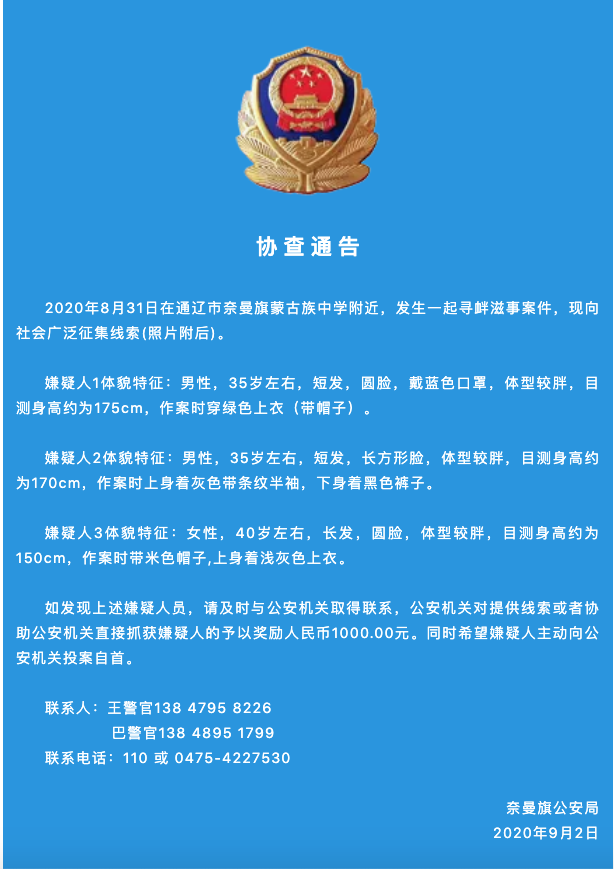 协查通告
2020年8月31日在通辽市奈曼旗蒙古族中学附近，发生一起寻衅滋事案件，现向
社会广泛征集线索(照片附后)。
嫌疑人1体貌特征：男性，35岁左右，短发，圆脸，戴蓝色口罩，体型较胖，目
测身高约为175cm，作案时穿绿色上衣（带帽子）。
嫌疑人2体貌特征：男性，35岁左右，短发，长方形脸，体型较胖，目测身高约
为170cm，作案时上身着灰色带条纹半袖，下身着黑色裤子。
嫌疑人3体貌特征：女性，40岁左右，长发，圆脸，体型较胖，目测身高约为
150cm，作案时带米色帽子,上身着浅灰色上衣。
如发现上述嫌疑人员，请及时与公安机关取得联系，公安机关对提供线索或者协
助公安机关直接抓获嫌疑人的予以奖励人民币1000.00元。同时希望嫌疑人主动向公
安机关投案自首。
联系人：王警官138 4795 8226
巴警官138 4895 1799
联系电话：110 或 0475-4227530
奈曼旗公安局
2020年9月2日